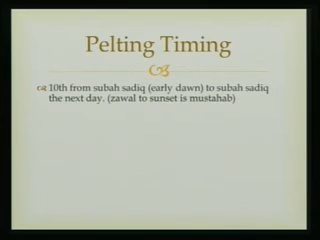 Pelting Timing
10th from subah sadiq (early dawn) to subah sadiq
the next day. (zawal to sunset is mustahab)